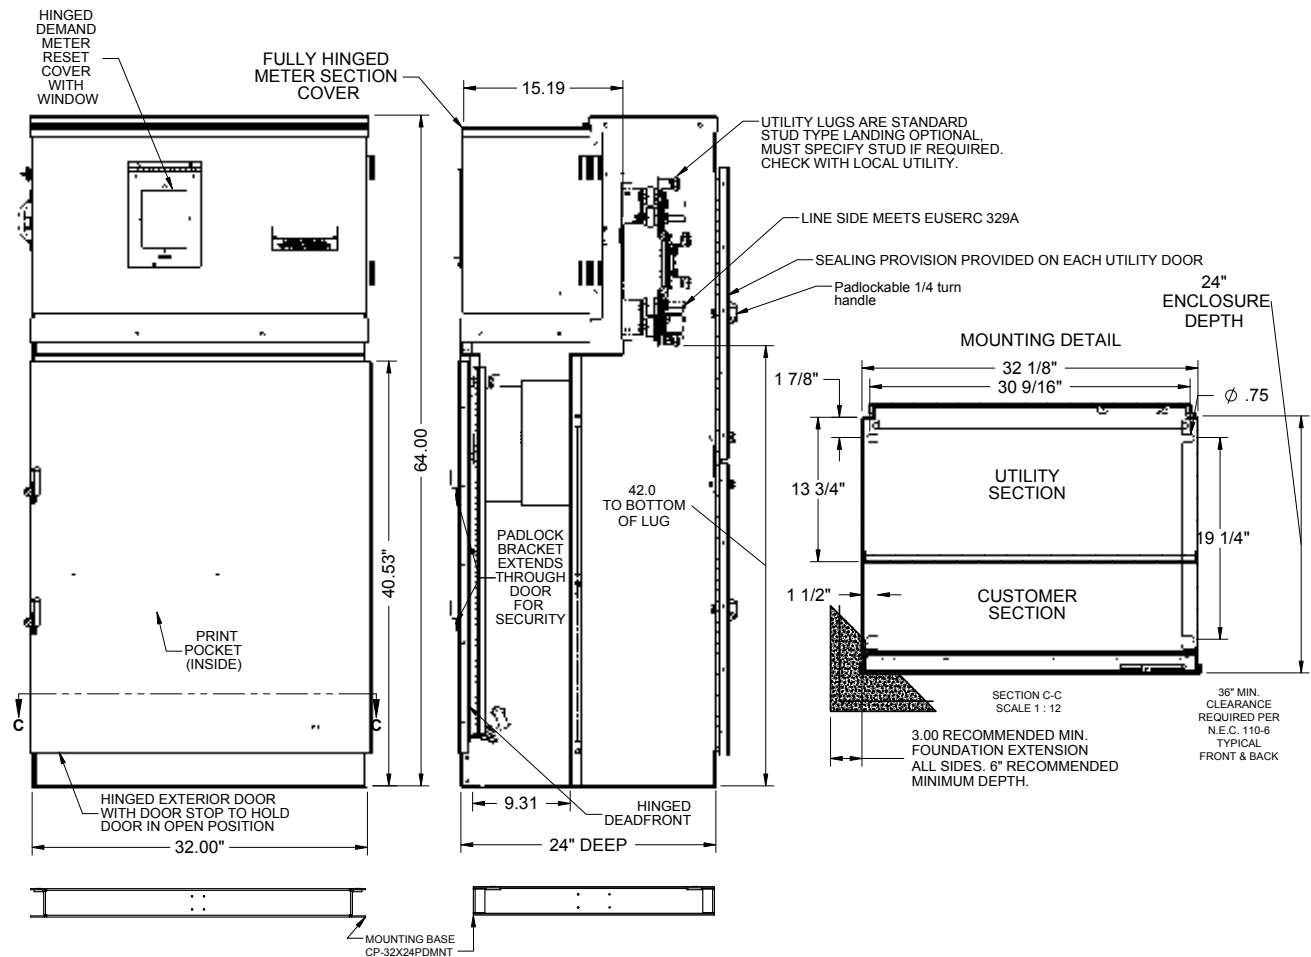 HINGED
DEMAND
METER
RESET
COVER
WITH
WINDOW
FULLY HINGED
METER SECTION
COVER
15.19
UTILITY LUGS ARE STANDARD
STUD TYPE LANDING OPTIONAL,
MUST SPECIFY STUD IF REQUIRED.
CHECK WITH LOCAL UTILITY.
LINE SIDE MEETS EUSERC 329A
SEALING PROVISION PROVIDED ON EACH UTILITY DOOR
Padlockable 1/4 turn
handle
24"
ENCLOSURE
DEPTH
MOUNTING DETAIL
32 1/8"
30 9/16"
1 7/8"
Ø .75
UTILITY
SECTION
13 3/4"
19 1/4"
1 1/2"
CUSTOMER
SECTION
64.00
42.0
TO BOTTOM
OF LUG
PADLOCK
BRACKET
EXTENDS
THROUGH
DOOR
FOR
SECURITY
40.53"
PRINT
POCKET
(INSIDE)
C
C
SECTION C-C
SCALE 1 : 12
36" MIN.
CLEARANCE
REQUIRED PER
N.E.C. 110-6
TYPICAL
FRONT & BACK
3.00 RECOMMENDED MIN.
FOUNDATION EXTENSION
ALL SIDES. 6" RECOMMENDED
MINIMUM DEPTH.
HINGED EXTERIOR DOOR
WITH DOOR STOP TO HOLD
DOOR IN OPEN POSITION
9.31
HINGED
DEADFRONT
32.00"
24" DEEP
MOUNTING BASE
CP-32X24PDMNT